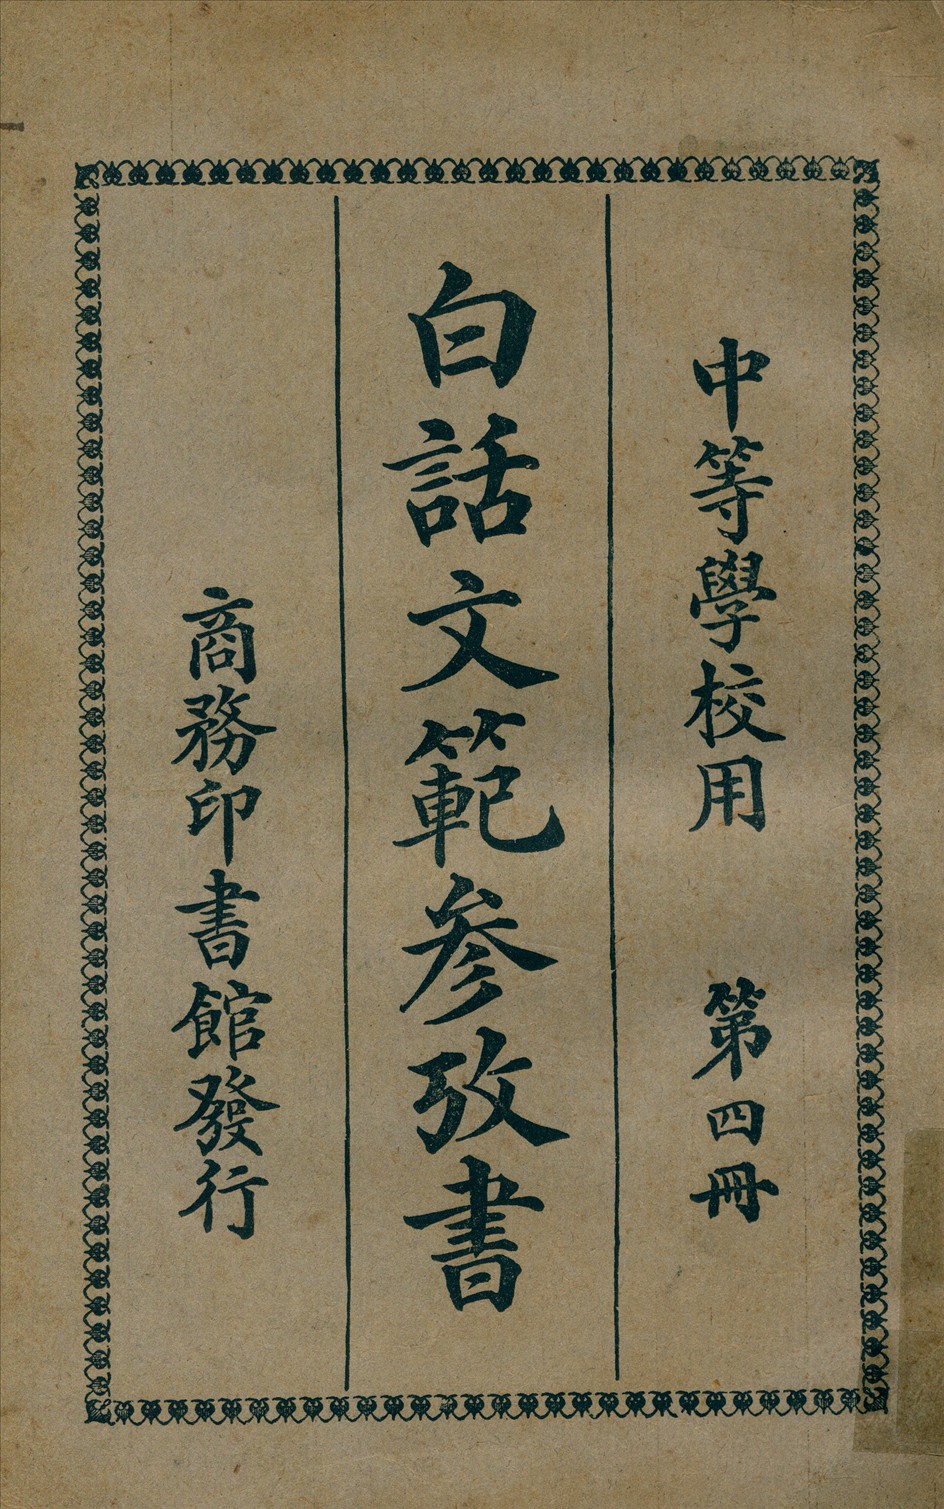 中等學校用 第四冊
白話文範參攷書
商務印書館發行